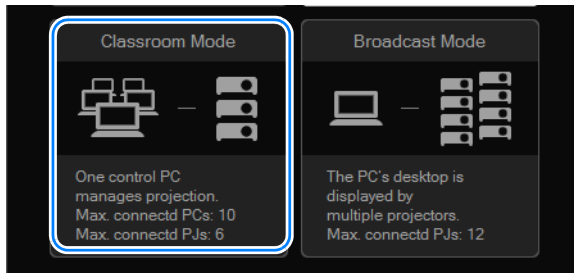 Classroom Mode
One control PC
manages projection.
Max. connectd PCs: 10
Max. connectd PJs: 6
Broadcast Mode
The PC's desktop is
displayed by
multiple projectors.
Max. connectd PJs: 12